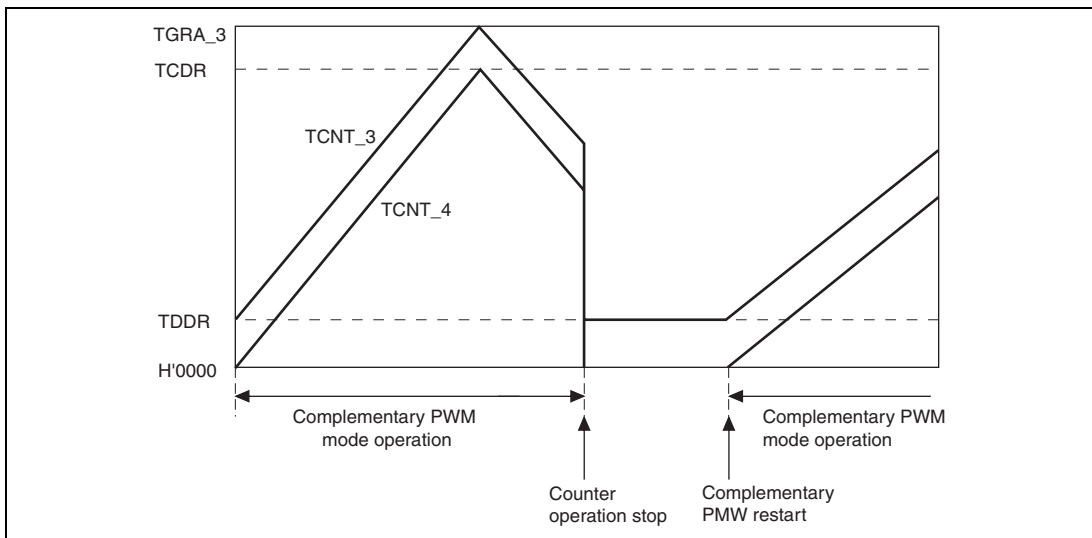 TGRA_3
TCDR
TCNT_3
TCNT_4
TDDR
H'0000
Complementary PWM
mode operation
Complementary PWM
mode operation
Counter
operation stop
Complementary
PMW restart